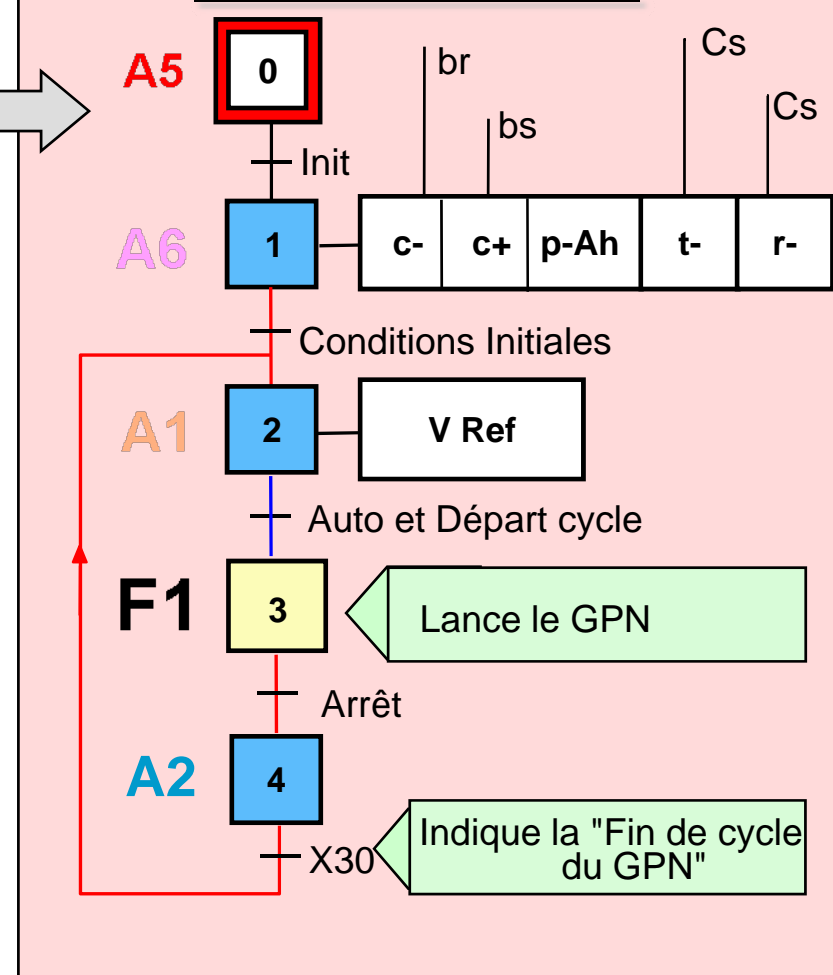 A5
0
br
bs
Cs
Cs
Init
A6
1
c-
c+
p-Ah
t-
r-
Conditions Initiales
A1
2
V Ref
Auto et Départ cycle
F1
3
Lance le GPN
Arrêt
A2
4
X30
Indique la "Fin de cycle
du GPN"